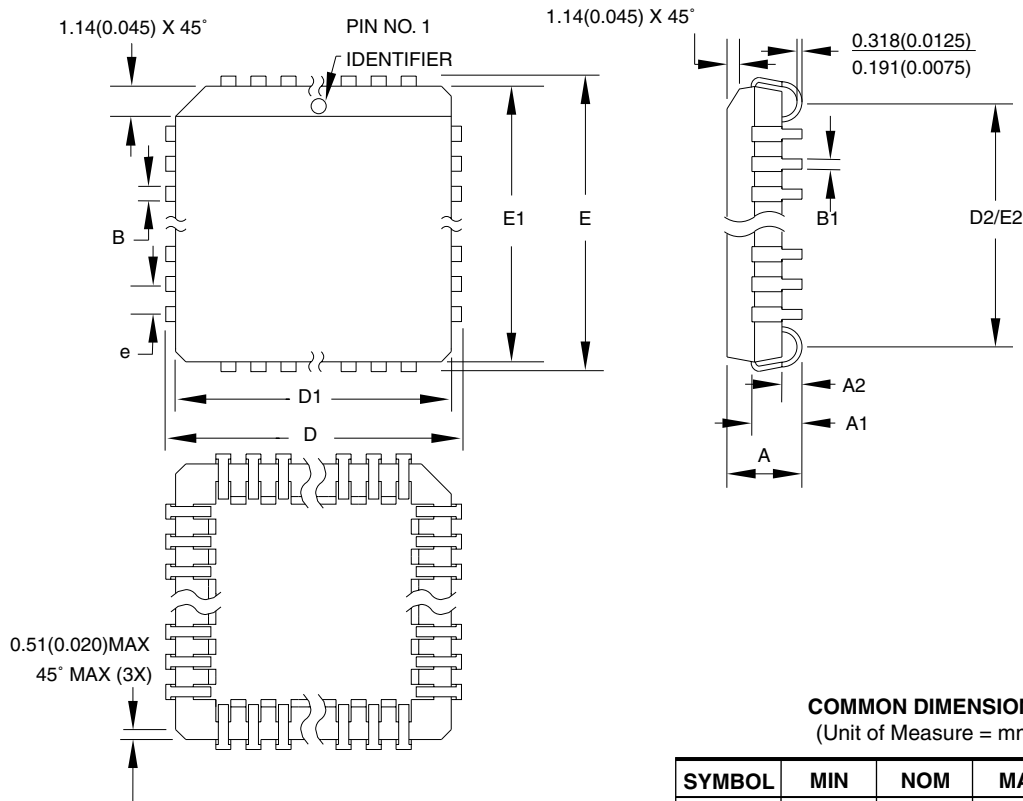 1.14(0.045) X 45˚
PIN NO. 1
IDENTIFIER
1.14(0.045) X 45˚
0.318(0.0125)
0.191(0.0075)
B
e
E1
E
B1
D2/E2
D1
D
A2
A1
A
0.51(0.020)MAX
45˚ MAX (3X)
COMMON DIMENSION
(Unit of Measure = mm
SYMBOL MIN NOM MA